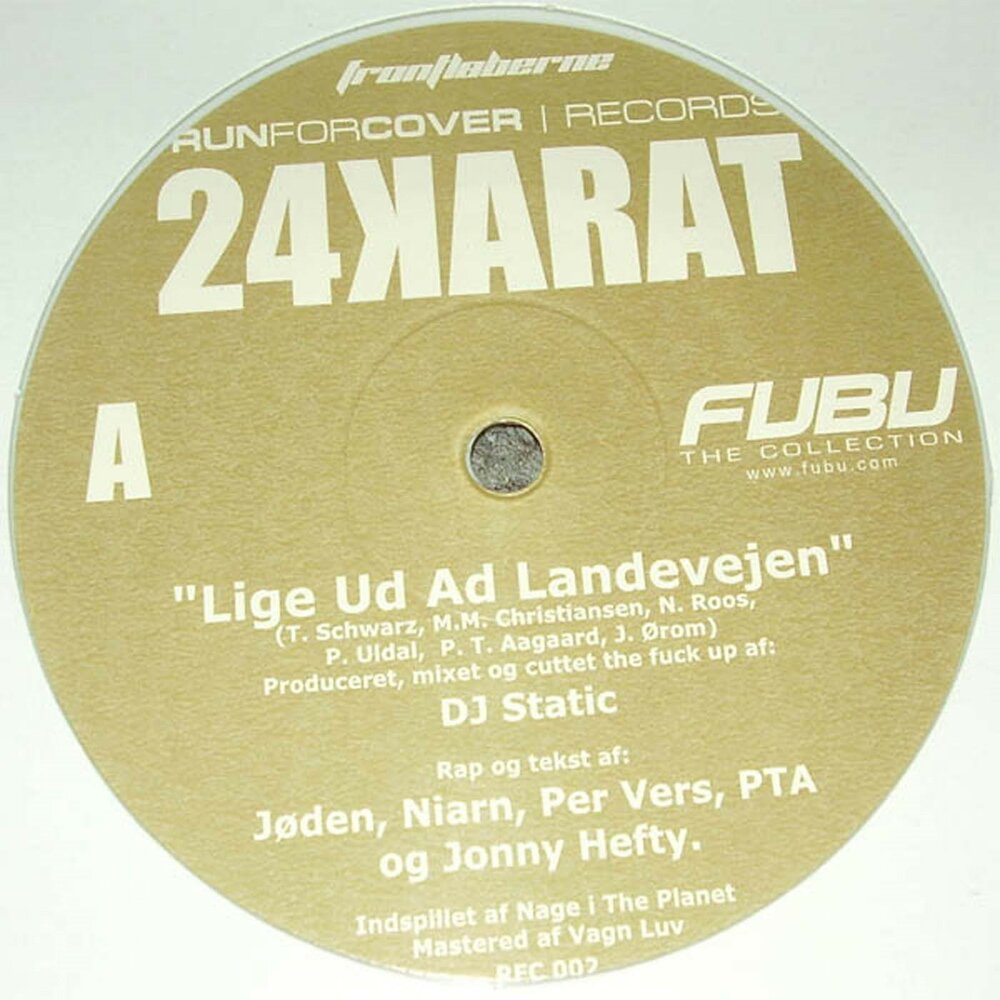 frontløberne
RUNFORCOVER | RECORDS
24KARAT
A
FUBU
THE COLLECTION
www.fubu.com
"Lige Ud Ad Landevejen"
(T. Schwarz, M.M. Christiansen, N. Roos,
P. Uldal, P. T. Aagaard, J. Ørom)
Produceret, mixet og cuttet the fuck up af:
DJ Static
Rap og tekst af:
Jøden, Niarn, Per Vers, PTA
og Jonny Hefty.
Indspillet af Nage i The Planet
Mastered af Vagn Luv
RFC 002